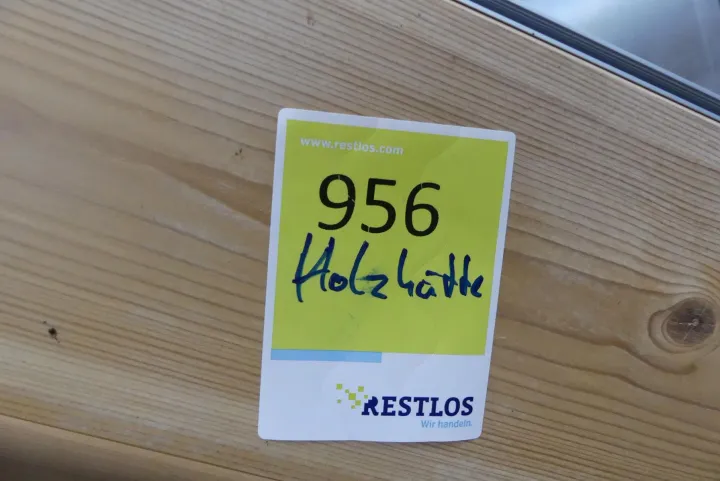 www.restlos.com
956
Holzhütte
RESTLOS
Wir handeln.